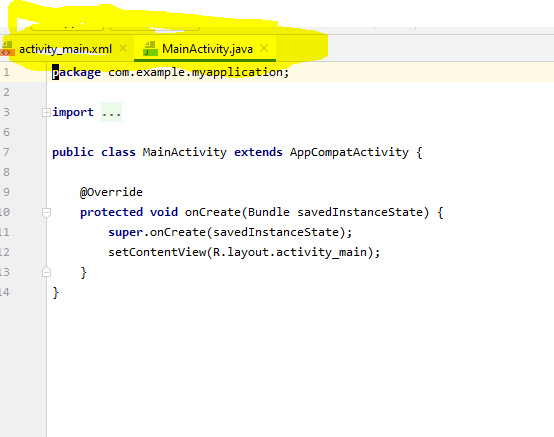 activity_main.xml MainActivity.java
1 package com.example.myapplication;
2
3 import ...
6
7 public class MainActivity extends AppCompatActivity {
8
9 @Override
10 protected void onCreate(Bundle savedInstanceState) {
11 super.onCreate(savedInstanceState);
12 setContentView(R.layout.activity_main);
13 }
14 }